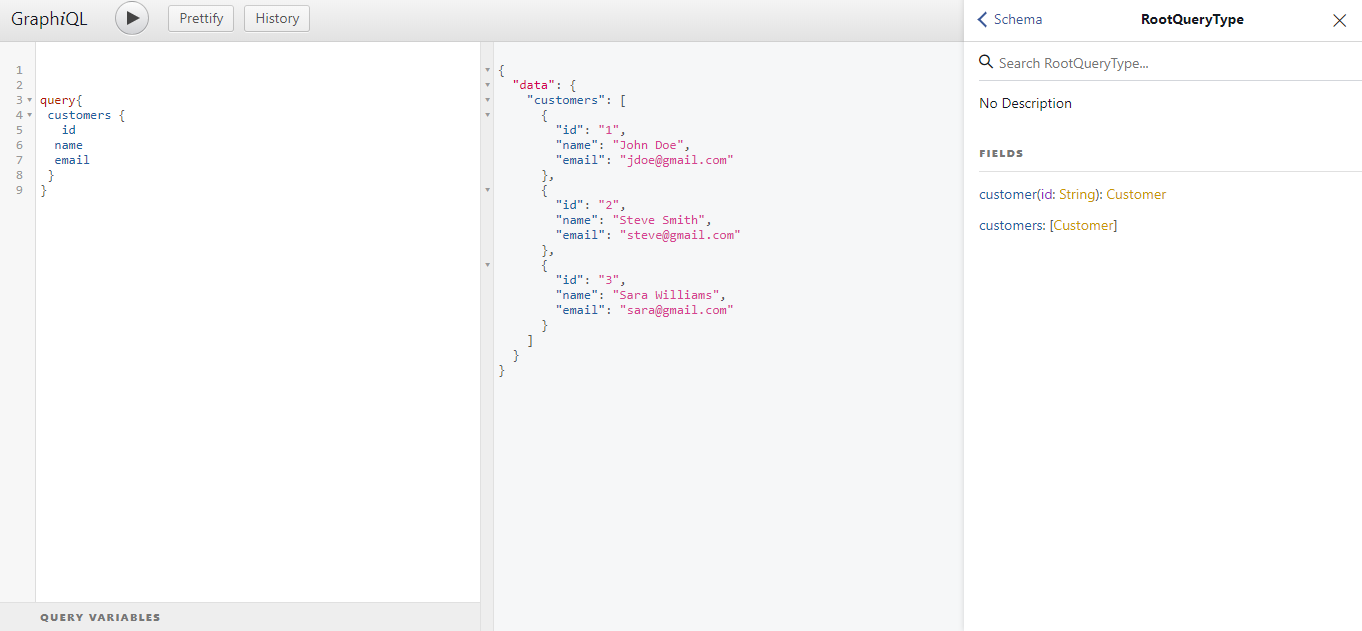 GraphiQL
Prettify
History
1
2
3 query{
4 customers {
5 id
6 name
7 email
8 }
9 }
QUERY VARIABLES
{
"data": {
"customers": [
{
"id": "1",
"name": "John Doe",
"email": "jdoe@gmail.com"
},
{
"id": "2",
"name": "Steve Smith",
"email": "steve@gmail.com"
},
{
"id": "3",
"name": "Sara Williams",
"email": "sara@gmail.com"
}
]
}
}
Schema
RootQueryType
Search RootQueryType...
No Description
FIELDS
customer(id: String): Customer
customers: [Customer]